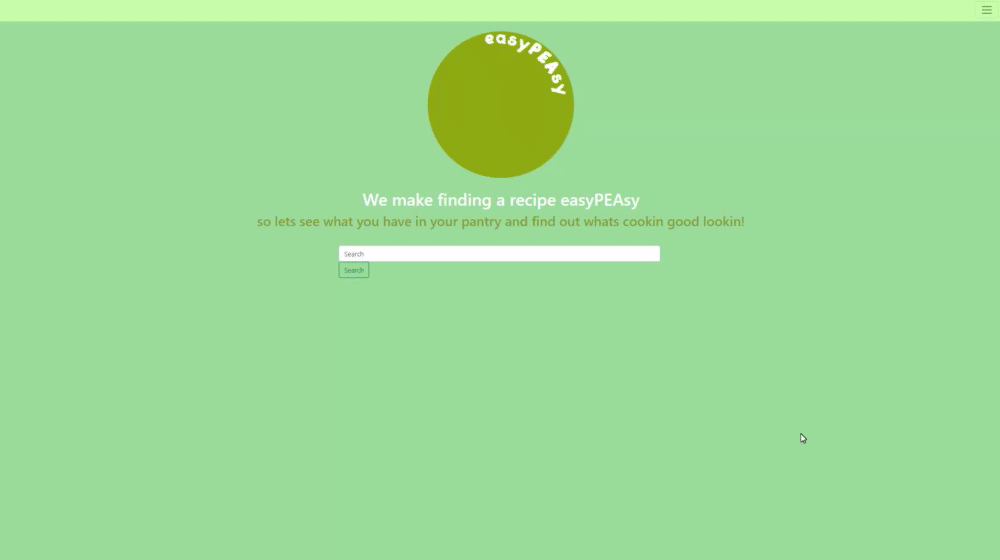 easyPEAsy
We make finding a recipe easyPEAsy
so lets see what you have in your pantry and find out whats cookin good lookin!
Search
Search